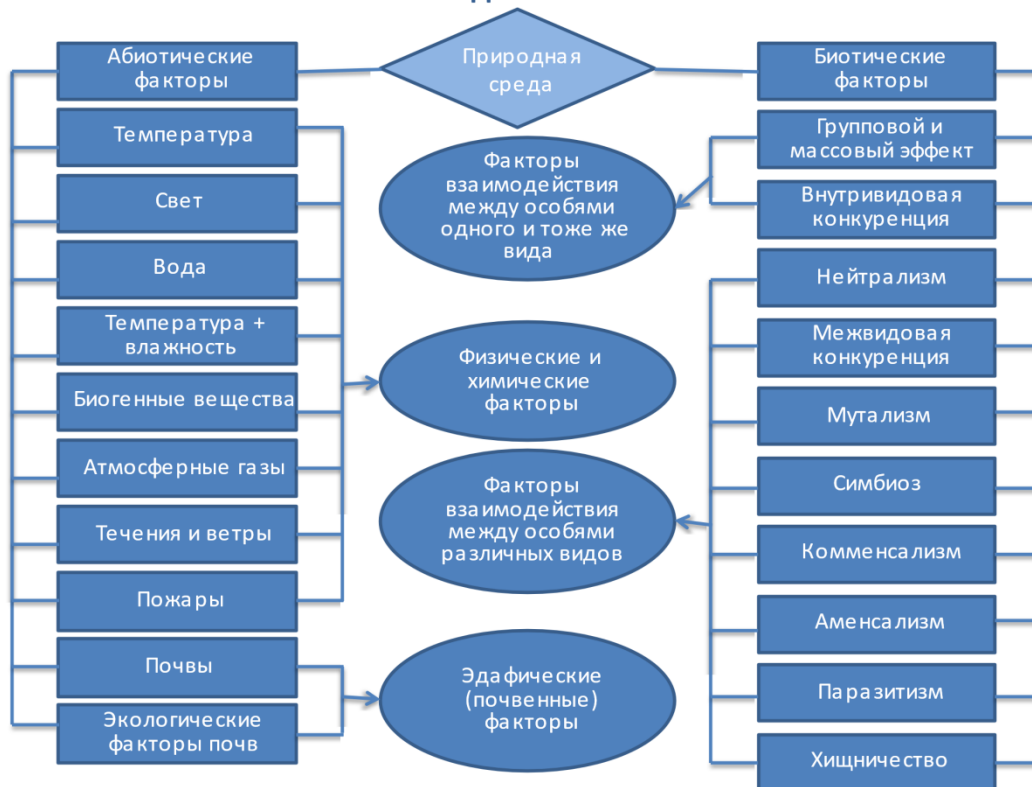 Абиотические
факторы
Природная
среда
Биотические
факторы
Температура
Свет
Вода
Температура +
влажность
Биогенные вещества
Атмосферные газы
Течения и ветры
Пожары
Почвы
Экологические
факторы почв
Факторы
взаимодействия
между особями
одного и тоже же
вида
Физические и
химические
факторы
Факторы
взаимодействия
между особями
различных видов
Эдафические
(почвенные)
факторы
Групповой и
массовый эффект
Внутривидовая
конкуренция
Нейтрализм
Межвидовая
конкуренция
Мутализм
Симбиоз
Комменсализм
Аменсализм
Паразитизм
Хищничество